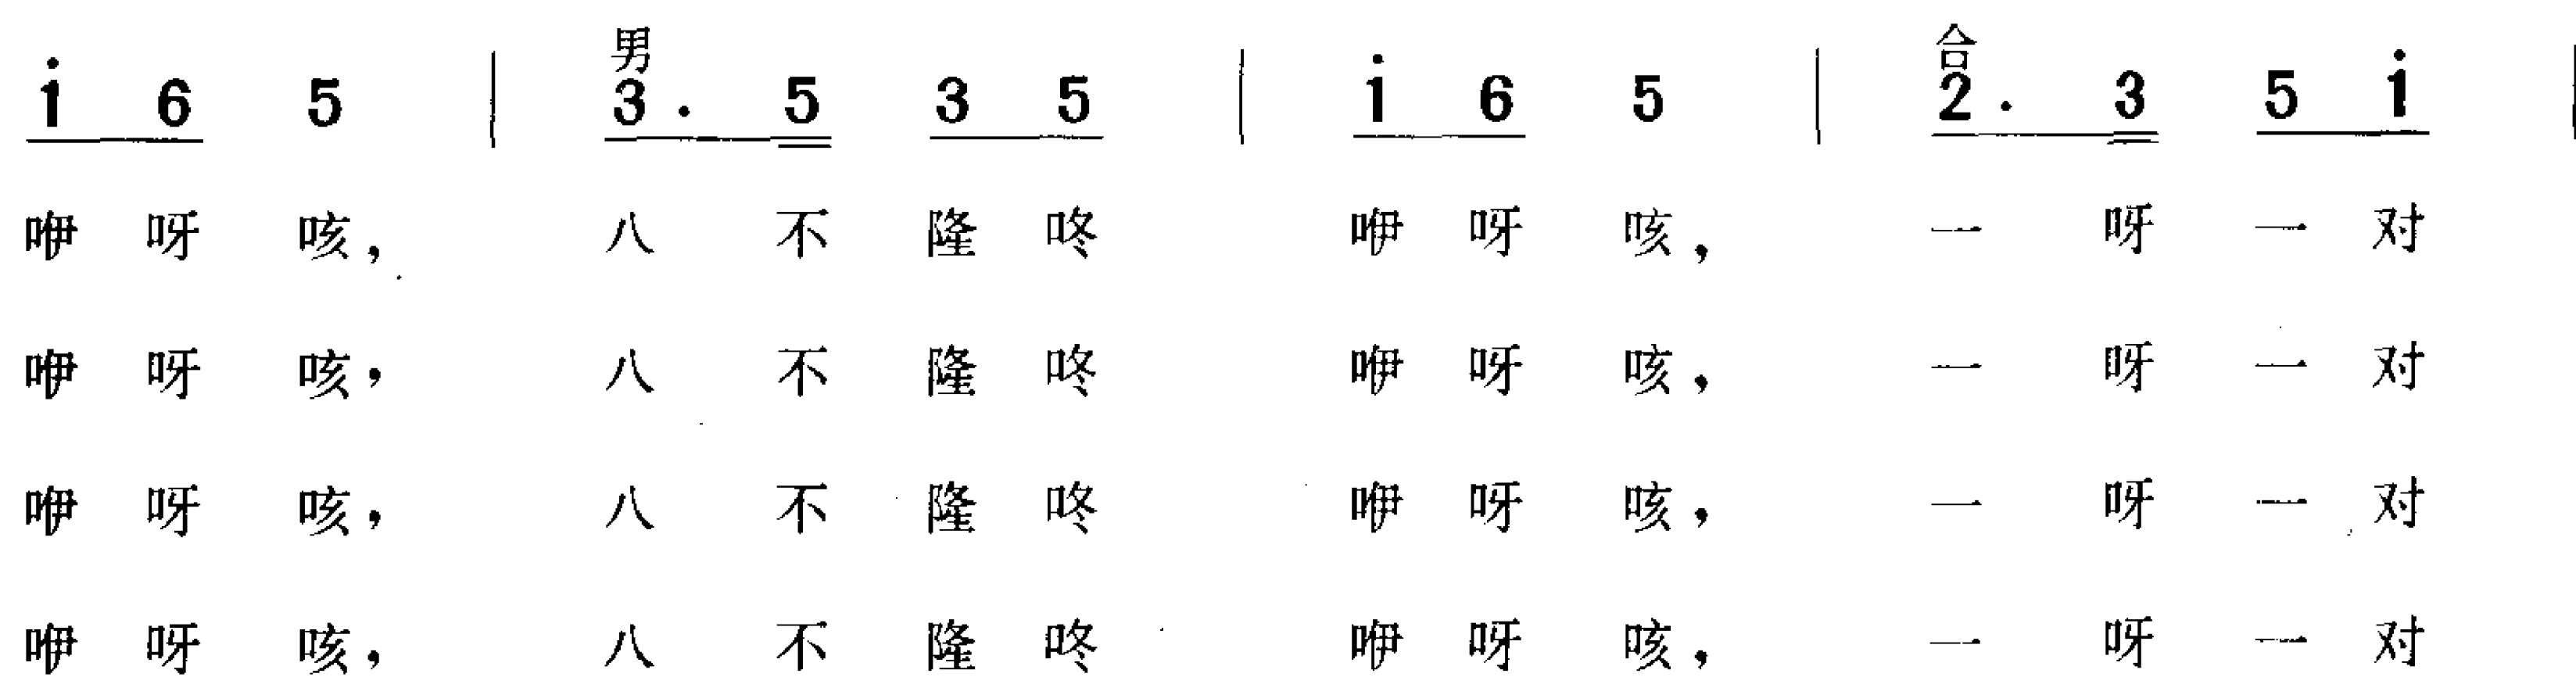 男 合
i 6 5 | 3 . 5 3 5 | i 6 5 | 2 . 3 5 i |
咿 呀 咳， 八 不 隆 咚 咿 呀 咳， 一 呀 一 对
咿 呀 咳， 八 不 隆 咚 咿 呀 咳， 一 呀 一 对
咿 呀 咳， 八 不 隆 咚 咿 呀 咳， 一 呀 一 对
咿 呀 咳， 八 不 隆 咚 咿 呀 咳， 一 呀 一 对